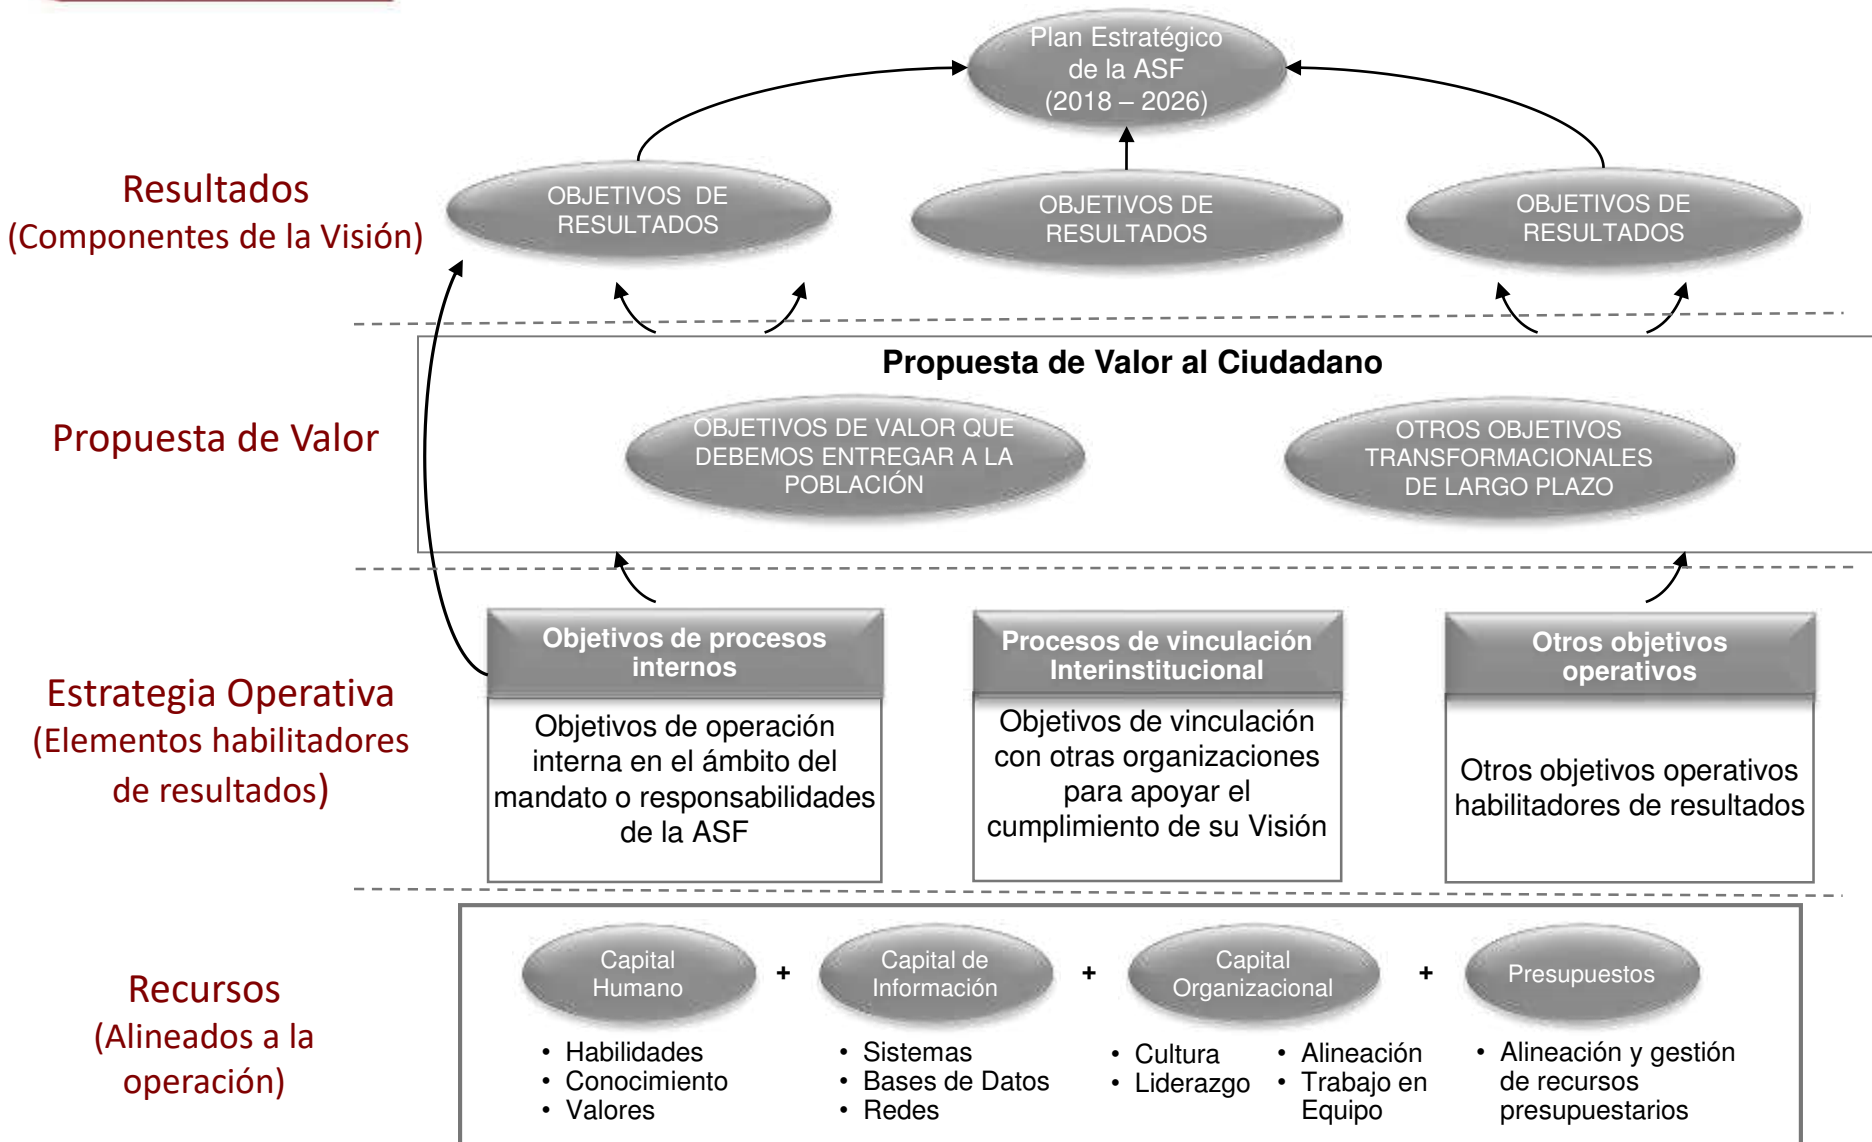 Plan Estratégico
de la ASF
(2018 – 2026)
Resultados
(Componentes de la Visión)
OBJETIVOS DE
RESULTADOS
OBJETIVOS DE
RESULTADOS
OBJETIVOS DE
RESULTADOS
Propuesta de Valor al Ciudadano
Propuesta de Valor
OBJETIVOS DE VALOR QUE
DEBEMOS ENTREGAR A LA
POBLACIÓN
OTROS OBJETIVOS
TRANSFORMACIONALES
DE LARGO PLAZO
Estrategia Operativa
(Elementos habilitadores
de resultados)
Objetivos de procesos
internos
Objetivos de operación
interna en el ámbito del
mandato o responsabilidades
de la ASF
Procesos de vinculación
Interinstitucional
Objetivos de vinculación
con otras organizaciones
para apoyar el
cumplimiento de su Visión
Otros objetivos
operativos
Otros objetivos operativos
habilitadores de resultados
Recursos
(Alineados a la
operación)
Capital
Humano
+
Capital de
Información
+
Capital
Organizacional
+
Presupuestos
• Habilidades
• Conocimiento
• Valores
• Sistemas
• Bases de Datos
• Redes
• Cultura
• Liderazgo
• Alineación
• Trabajo en
Equipo
• Alineación y gestión
de recursos
presupuestarios